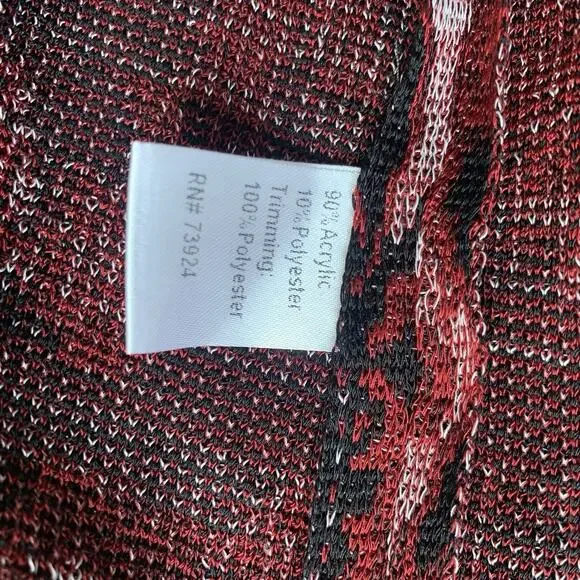 90% Acrylic
10% Polyester
Trimming:
100% Polyester
RN# 73924